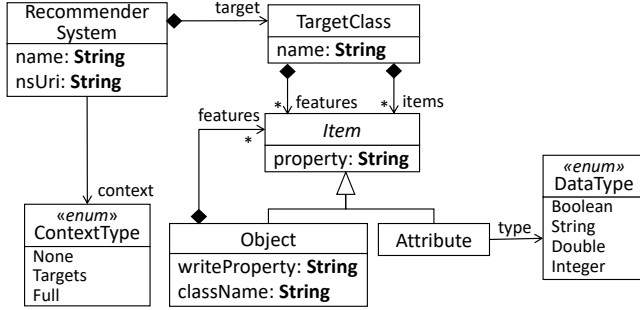 Recommender
System
name: String
nsUri: String
target
TargetClass
name: String
features
*
items
*
features
*
Item
property: String
context
«enum»
ContextType
None
Targets
Full
Object
writeProperty: String
className: String
Attribute
type
«enum»
DataType
Boolean
String
Double
Integer